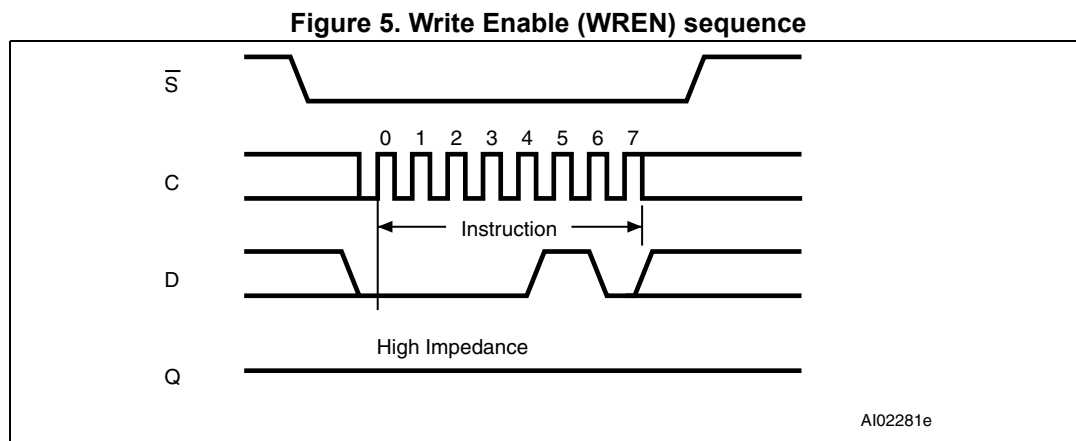 Figure 5. Write Enable (WREN) sequence
S̅
0 1 2 3 4 5 6 7
C
Instruction
D
High Impedance
Q
AI02281e